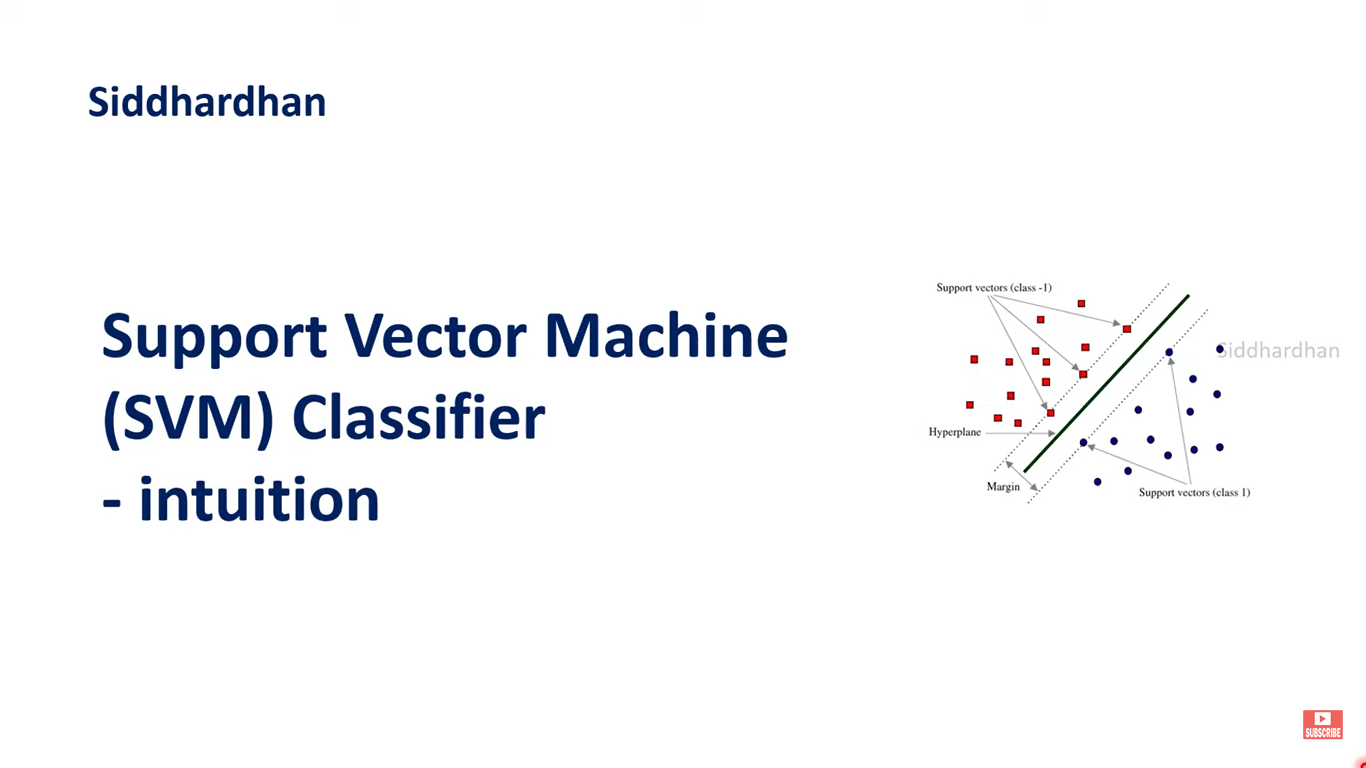 Siddhardhan
Support Vector Machine
(SVM) Classifier
- intuition
Support vectors (class -1)
Siddhardhan
Hyperplane
Margin
Support vectors (class 1)
SUBSCRIBE